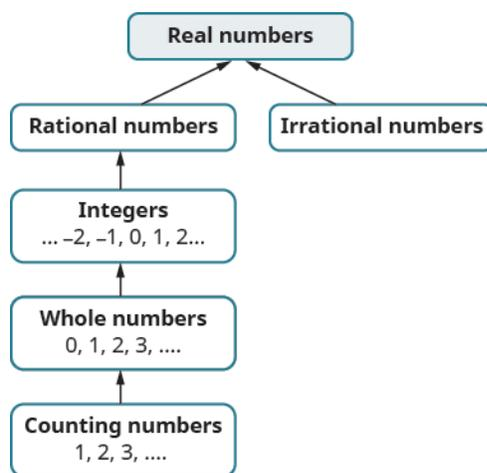 Real numbers
Rational numbers
Irrational numbers
Integers
... –2, –1, 0, 1, 2...
Whole numbers
0, 1, 2, 3, ....
Counting numbers
1, 2, 3, ....